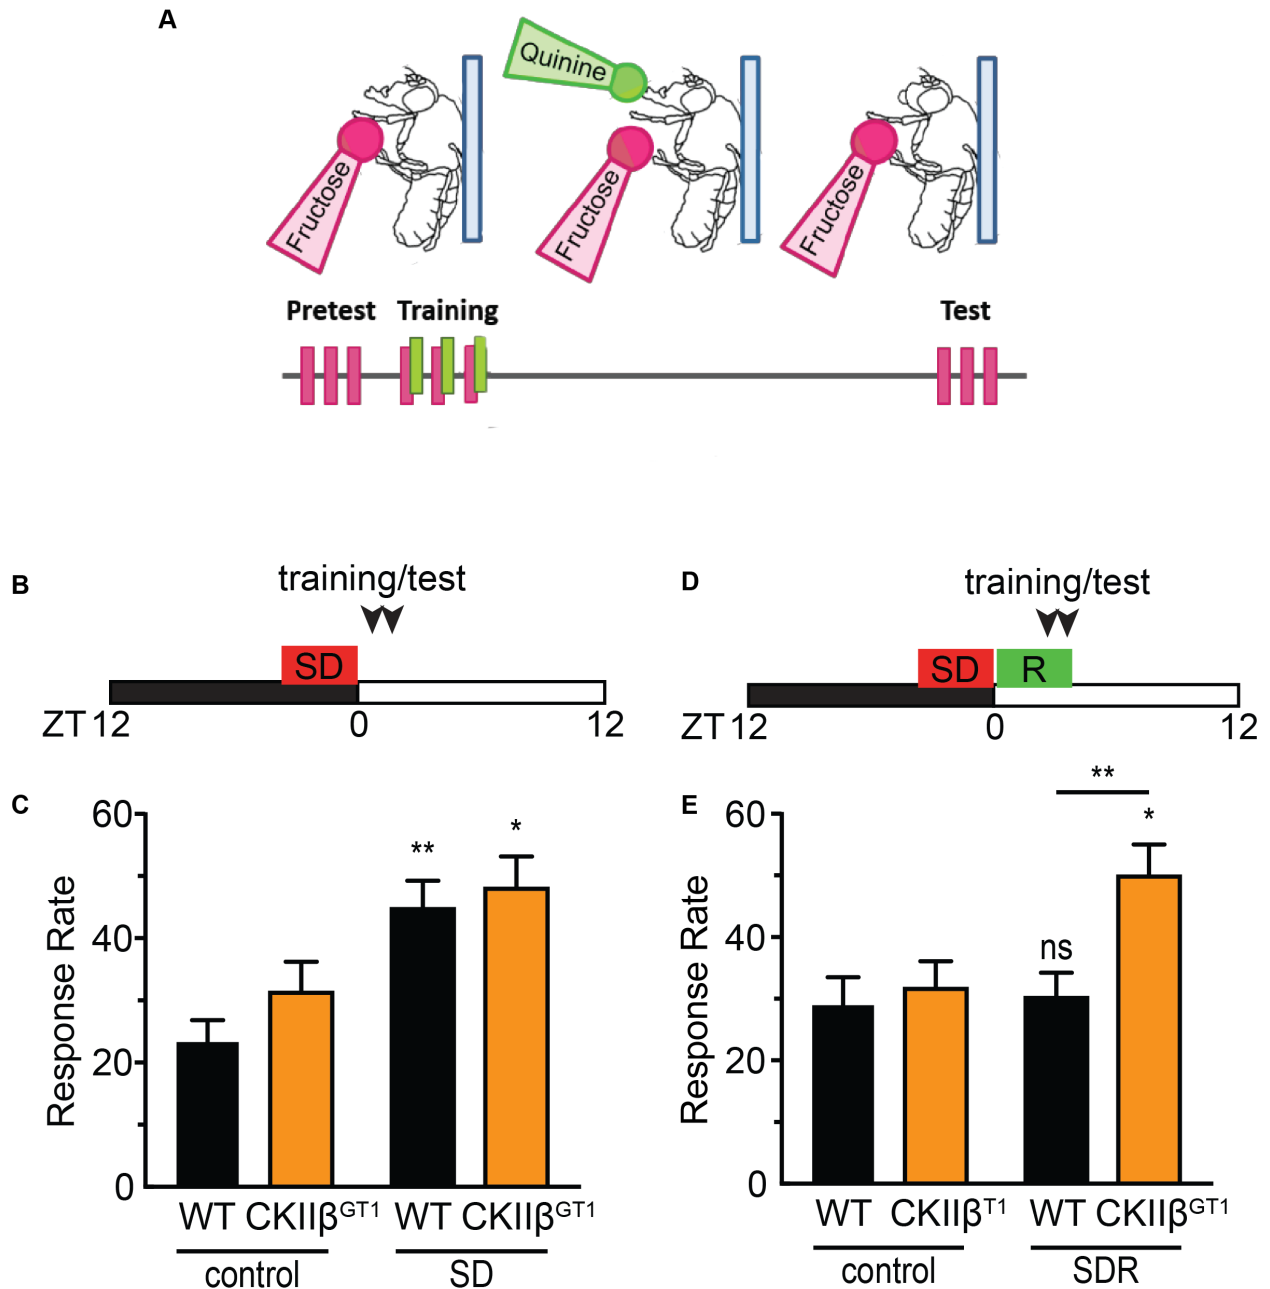 A
Quinine
Fructose
Fructose
Fructose
Pretest Training Test
B
training/test
SD
ZT 12 0 12
D
training/test
SD R
ZT 12 0 12
C
60
40
20
0
Response Rate
** *
WT CKIIβGT1 WT CKIIβGT1
control SD
E
60
40
20
0
Response Rate
**
*
ns
WT CKIIβT1 WT CKIIβGT1
control SDR